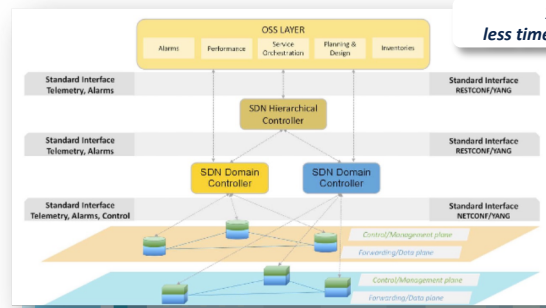 less time
OSS LAYER
Alarms
Performance
Service
Orchestration
Planning &
Design
Inventories
Standard Interface
Telemetry, Alarms
Standard Interface
RESTCONF/YANG
SDN Hierarchical
Controller
Standard Interface
Telemetry, Alarms
Standard Interface
RESTCONF/YANG
SDN Domain
Controller
SDN Domain
Controller
Standard Interface
Telemetry, Alarms, Control
Standard Interface
NETCONF/YANG
Control/Management plane
Forwarding/Data plane
Control/Management plane
Forwarding/Data plane